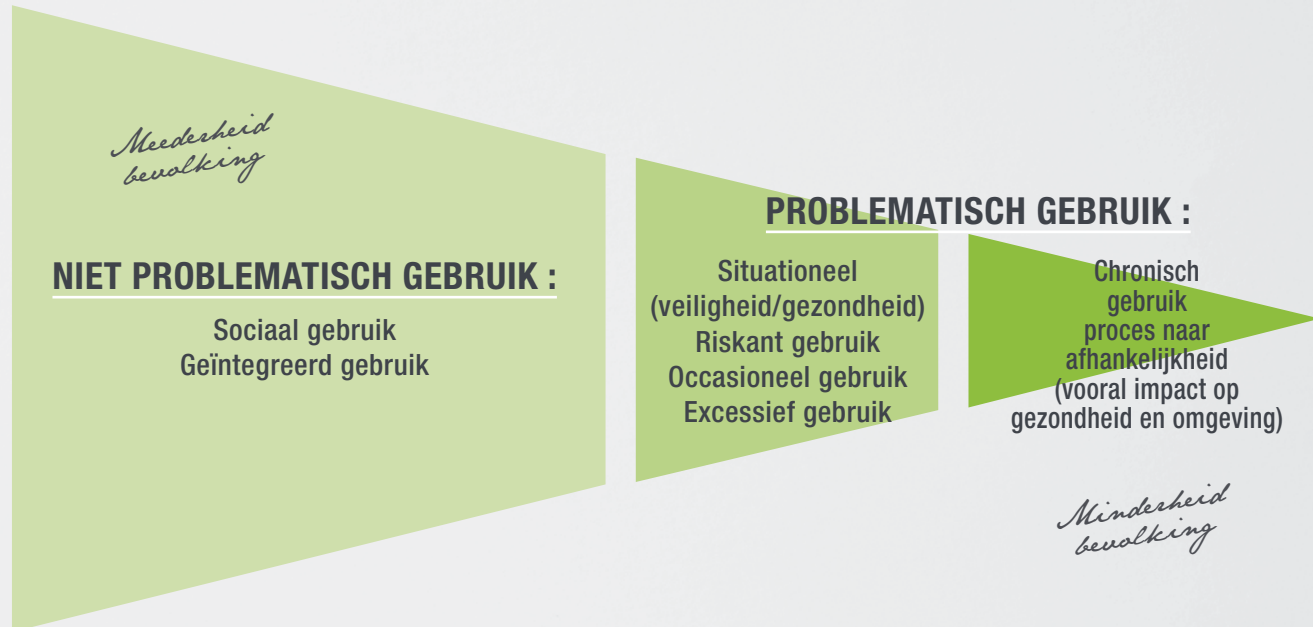 Meederheid
bevolking
NIET PROBLEMATISCH GEBRUIK :
Sociaal gebruik
Geïntegreerd gebruik
PROBLEMATISCH GEBRUIK :
Situationeel
(veiligheid/gezondheid)
Riskant gebruik
Occasioneel gebruik
Excessief gebruik
Chronisch
gebruik
proces naar
afhankelijkheid
(vooral impact op
gezondheid en omgeving)
Minderheid
bevolking